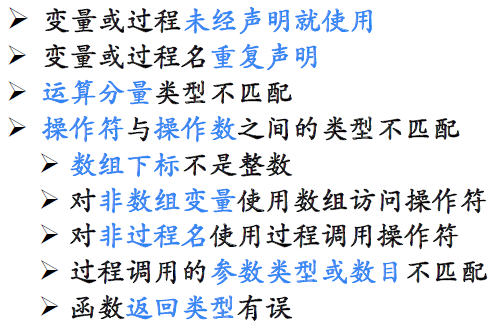 ➢ 变量或过程未经声明就使用
➢ 变量或过程名重复声明
➢ 运算分量类型不匹配
➢ 操作符与操作数之间的类型不匹配
➢ 数组下标不是整数
➢ 对非数组变量使用数组访问操作符
➢ 对非过程名使用过程调用操作符
➢ 过程调用的参数类型或数目不匹配
➢ 函数返回类型有误